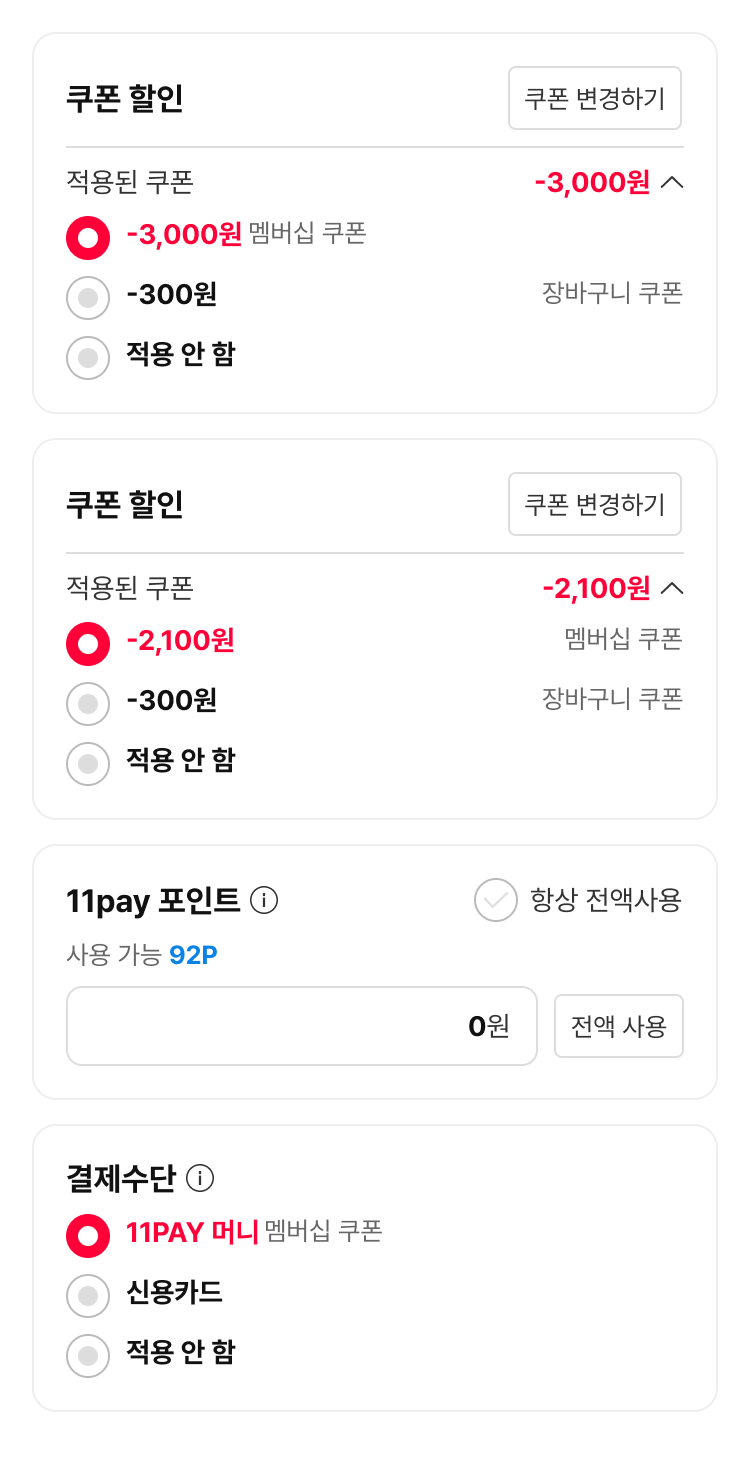 쿠폰 할인 쿠폰 변경하기
적용된 쿠폰 -3,000원
-3,000원 멤버십 쿠폰
-300원 장바구니 쿠폰
적용 안 함
쿠폰 할인 쿠폰 변경하기
적용된 쿠폰 -2,100원
-2,100원 멤버십 쿠폰
-300원 장바구니 쿠폰
적용 안 함
11pay 포인트 항상 전액사용
사용 가능 92P
0원 전액 사용
결제수단
11PAY 머니 멤버십 쿠폰
신용카드
적용 안 함